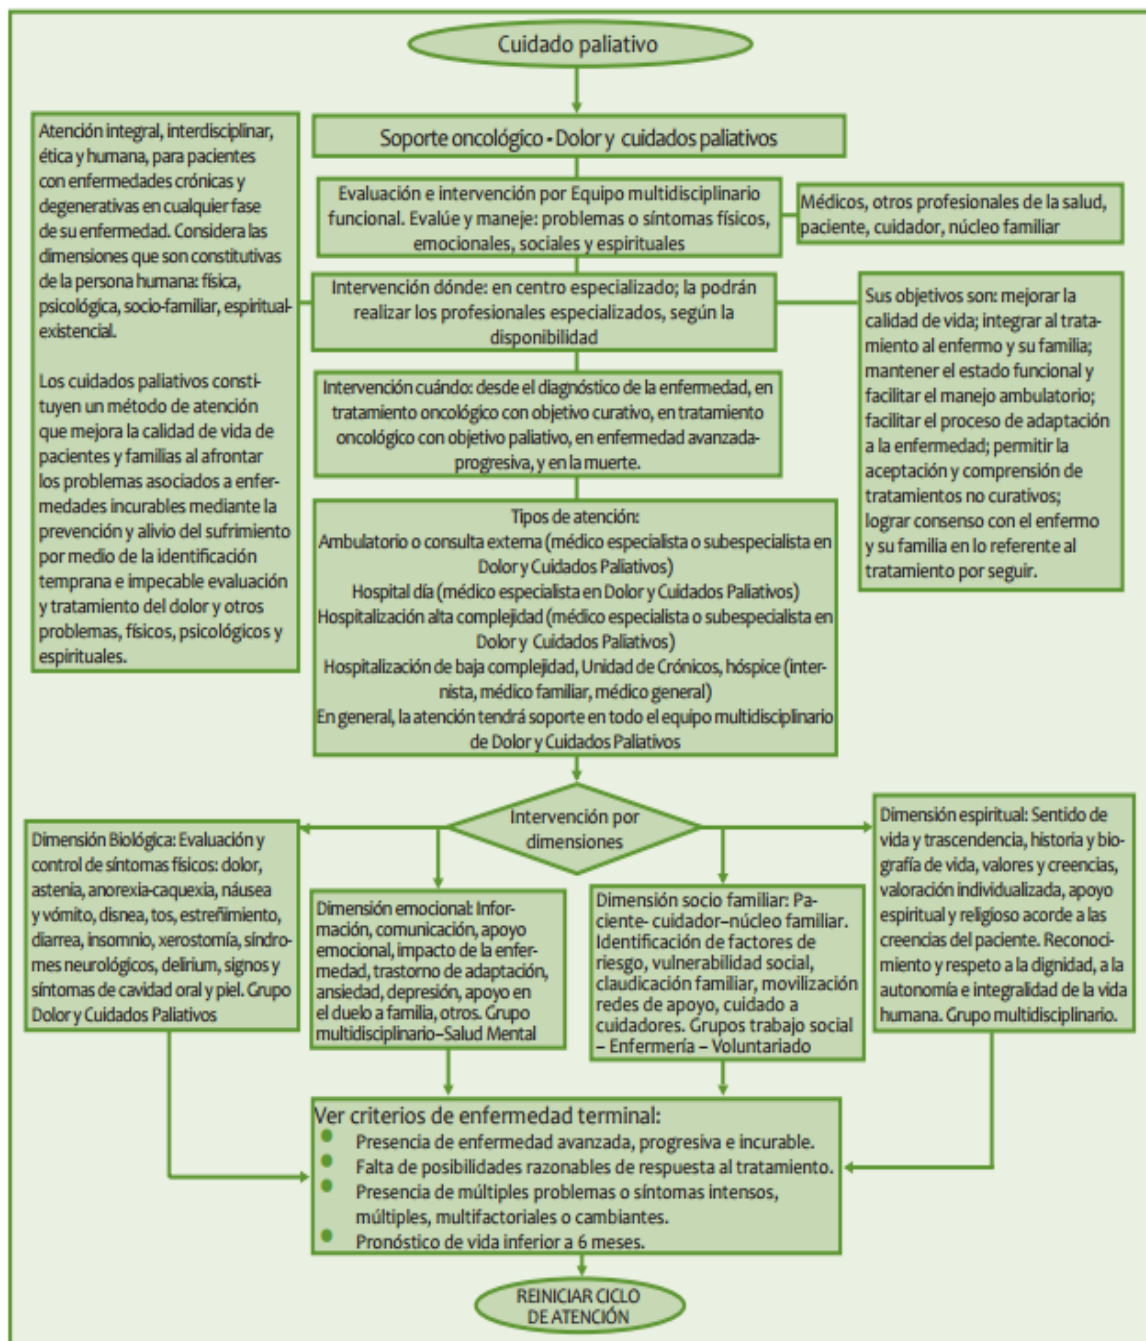 Cuidado paliativo
Soporte oncológico - Dolor y cuidados paliativos
Atención integral, interdisciplinar,
ética y humana, para pacientes
con enfermedades crónicas y
degenerativas en cualquier fase
de su enfermedad. Considera las
dimensiones que son constitutivas
de la persona humana: física,
psicológica, socio-familiar, espiritual-
existencial.
Los cuidados paliativos consti-
tuyen un método de atención
que mejora la calidad de vida de
pacientes y familias al afrontar
los problemas asociados a enfer-
medades incurables mediante la
prevención y alivio del sufrimiento
por medio de la identificación
temprana e impecable evaluación
y tratamiento del dolor y otros
problemas, físicos, psicológicos y
espirituales.
Evaluación e intervención por Equipo multidisciplinario
funcional. Evalúe y maneje: problemas o síntomas físicos,
emocionales, sociales y espirituales
Médicos, otros profesionales de la salud,
paciente, cuidador, núcleo familiar
Intervención dónde: en centro especializado; la podrán
realizar los profesionales especializados, según la
disponibilidad
Sus objetivos son: mejorar la
calidad de vida; integrar al trata-
miento al enfermo y su familia;
mantener el estado funcional y
facilitar el manejo ambulatorio;
facilitar el proceso de adaptación
a la enfermedad; permitir la
aceptación y comprensión de
tratamientos no curativos;
lograr consenso con el enfermo
y su familia en lo referente al
tratamiento por seguir.
Intervención cuándo: desde el diagnóstico de la enfermedad, en
tratamiento oncológico con objetivo curativo, en tratamiento
oncológico con objetivo paliativo, en enfermedad avanzada-
progresiva, y en la muerte.
Tipos de atención:
Ambulatorio o consulta externa (médico especialista o subespecialista en
Dolor y Cuidados Paliativos)
Hospital día (médico especialista en Dolor y Cuidados Paliativos)
Hospitalización alta complejidad (médico especialista o subespecialista en
Dolor y Cuidados Paliativos)
Hospitalización de baja complejidad, Unidad de Crónicos, hóspice (inter-
nista, médico familiar, médico general)
En general, la atención tendrá soporte en todo el equipo multidisciplinario
de Dolor y Cuidados Paliativos
Intervención por
dimensiones
Dimensión Biológica: Evaluación y
control de síntomas físicos: dolor,
astenia, anorexia-caquexia, náusea
y vómito, disnea, tos, estreñimiento,
diarrea, insomnio, xerostomía, síndro-
mes neurológicos, delirium, signos y
síntomas de cavidad oral y piel. Grupo
Dolor y Cuidados Paliativos
Dimensión emocional: Infor-
mación, comunicación, apoyo
emocional, impacto de la enfer-
medad, trastorno de adaptación,
ansiedad, depresión, apoyo en
el duelo a familia, otros. Grupo
multidisciplinario–Salud Mental
Dimensión socio familiar: Pa-
ciente- cuidador–núcleo familiar.
Identificación de factores de
riesgo, vulnerabilidad social,
claudicación familiar, movilización
redes de apoyo, cuidado a
cuidadores. Grupos trabajo social
– Enfermería – Voluntariado
Dimensión espiritual: Sentido de
vida y trascendencia, historia y bio-
grafía de vida, valores y creencias,
valoración individualizada, apoyo
espiritual y religioso acorde a las
creencias del paciente. Reconoci-
miento y respeto a la dignidad, a la
autonomía e integralidad de la vida
humana. Grupo multidisciplinario.
Ver criterios de enfermedad terminal:
• Presencia de enfermedad avanzada, progresiva e incurable.
• Falta de posibilidades razonables de respuesta al tratamiento.
• Presencia de múltiples problemas o síntomas intensos,
múltiples, multifactoriales o cambiantes.
• Pronóstico de vida inferior a 6 meses.
REINICIAR CICLO
DE ATENCIÓN